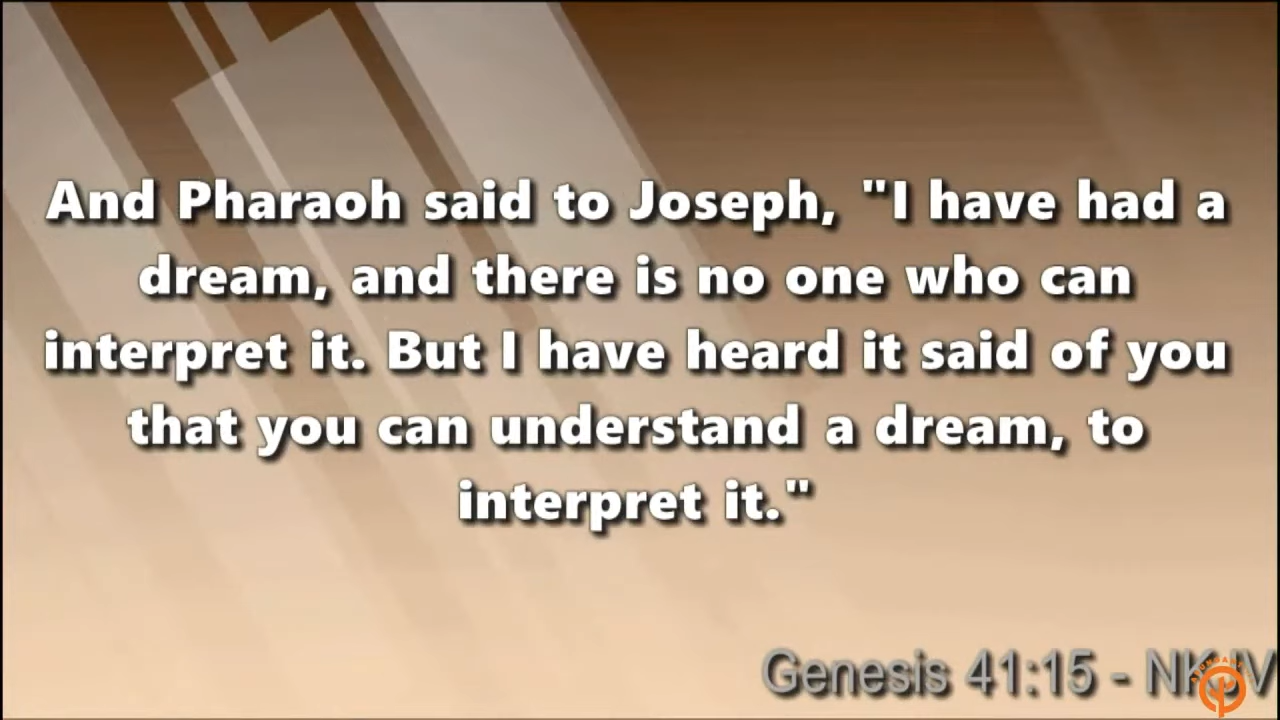 And Pharaoh said to Joseph, "I have had a
dream, and there is no one who can
interpret it. But I have heard it said of you
that you can understand a dream, to
interpret it."
Genesis 41:15 - NKJV